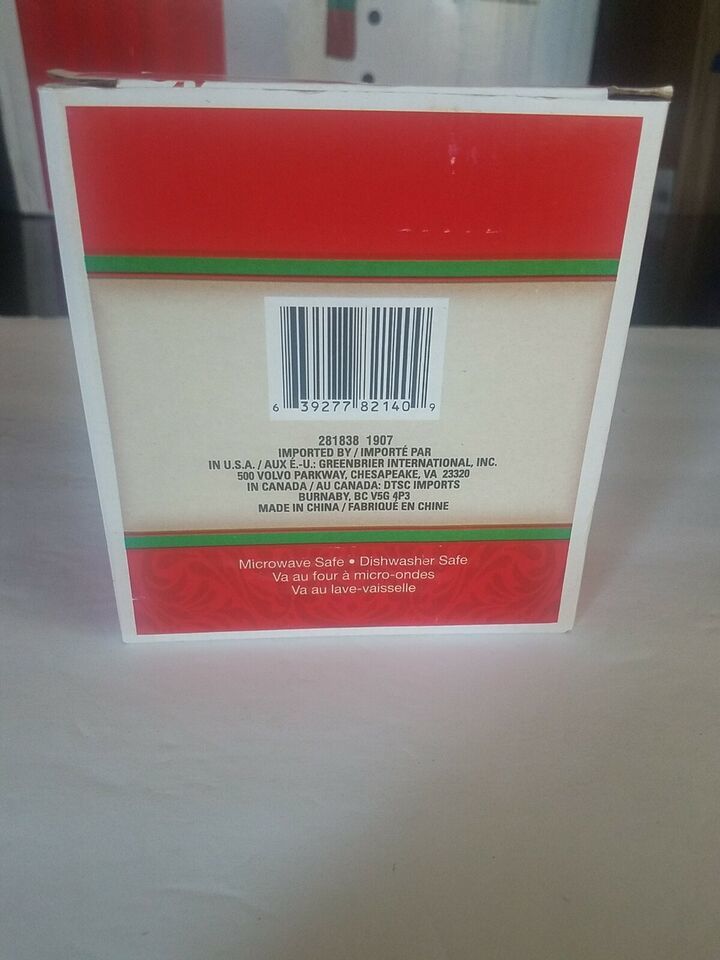 6 39277 82140 9
281838 1907
IMPORTED BY / IMPORTÉ PAR
IN U.S.A. / AUX É.-U.: GREENBRIER INTERNATIONAL, INC.
500 VOLVO PARKWAY, CHESAPEAKE, VA 23320
IN CANADA / AU CANADA: DTSC IMPORTS
BURNABY, BC V5G 4P3
MADE IN CHINA / FABRIQUÉ EN CHINE
Microwave Safe • Dishwasher Safe
Va au four à micro-ondes
Va au lave-vaisselle